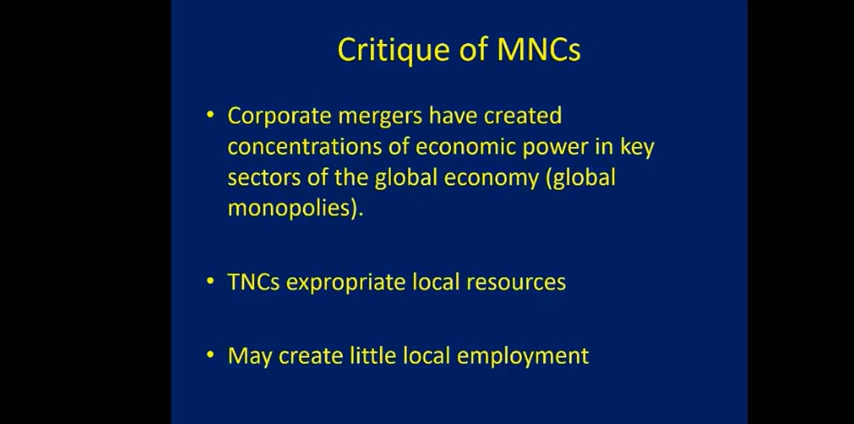 Critique of MNCs
• Corporate mergers have created
concentrations of economic power in key
sectors of the global economy (global
monopolies).
• TNCs expropriate local resources
• May create little local employment